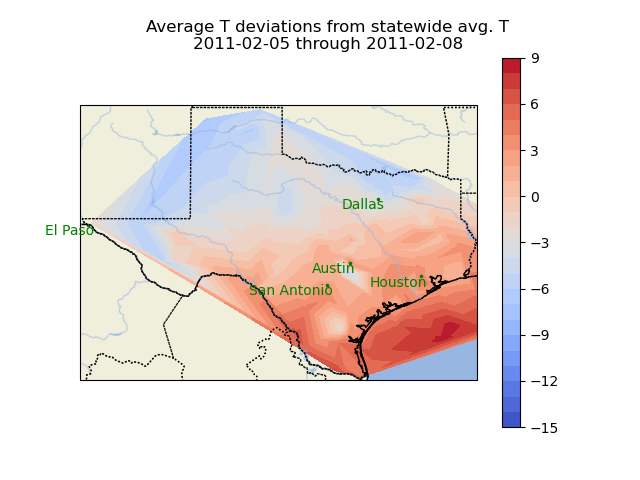 Average T deviations from statewide avg. T
2011-02-05 through 2011-02-08
9
6
3
0
−3
−6
−9
−12
−15
Dallas
El Paso
Austin
San Antonio
Houston